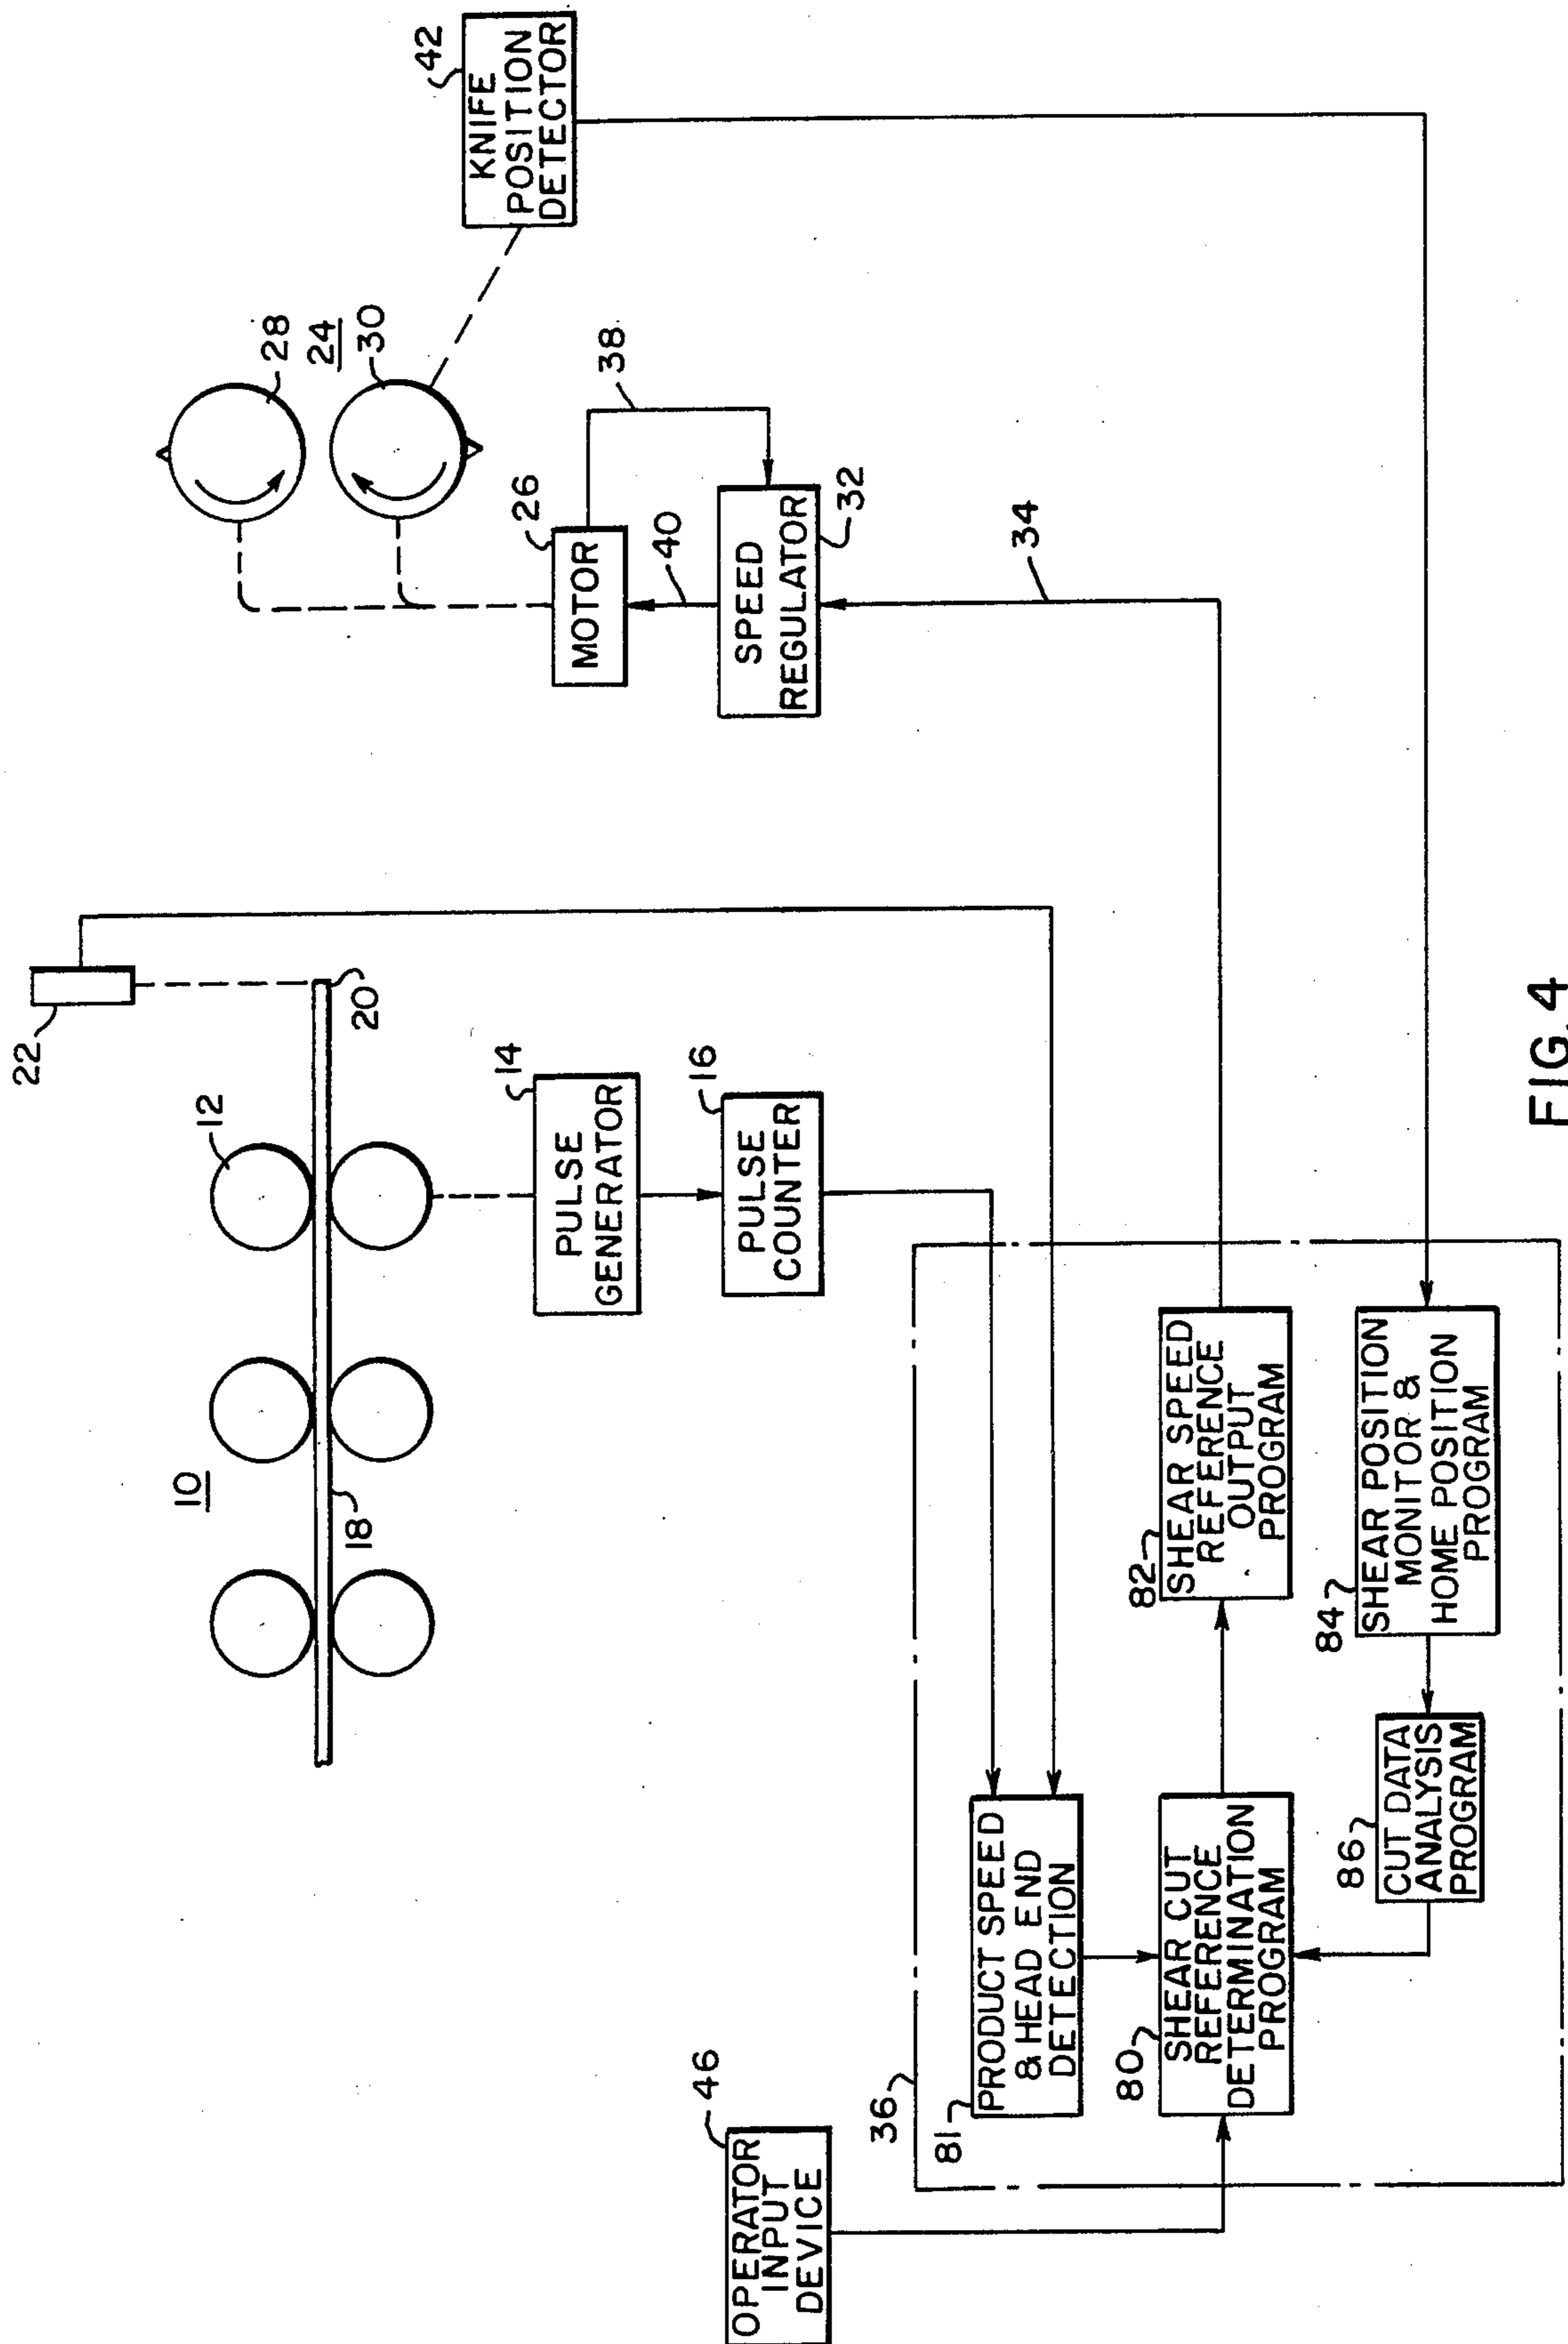 22
12
10
18
20
14
PULSE
GENERATOR
16
PULSE
COUNTER
28
24
30
42
KNIFE
POSITION
DETECTOR
26
MOTOR
38
40
SPEED
REGULATOR
32
34
46
OPERATOR
INPUT
DEVICE
36
81
PRODUCT SPEED
& HEAD END
DETECTION
80
SHEAR CUT
REFERENCE
DETERMINATION
PROGRAM
82
SHEAR SPEED
REFERENCE
OUTPUT
PROGRAM
84
SHEAR POSITION
MONITOR &
HOME POSITION
PROGRAM
86
CUT DATA
ANALYSIS
PROGRAM
FIG. 4